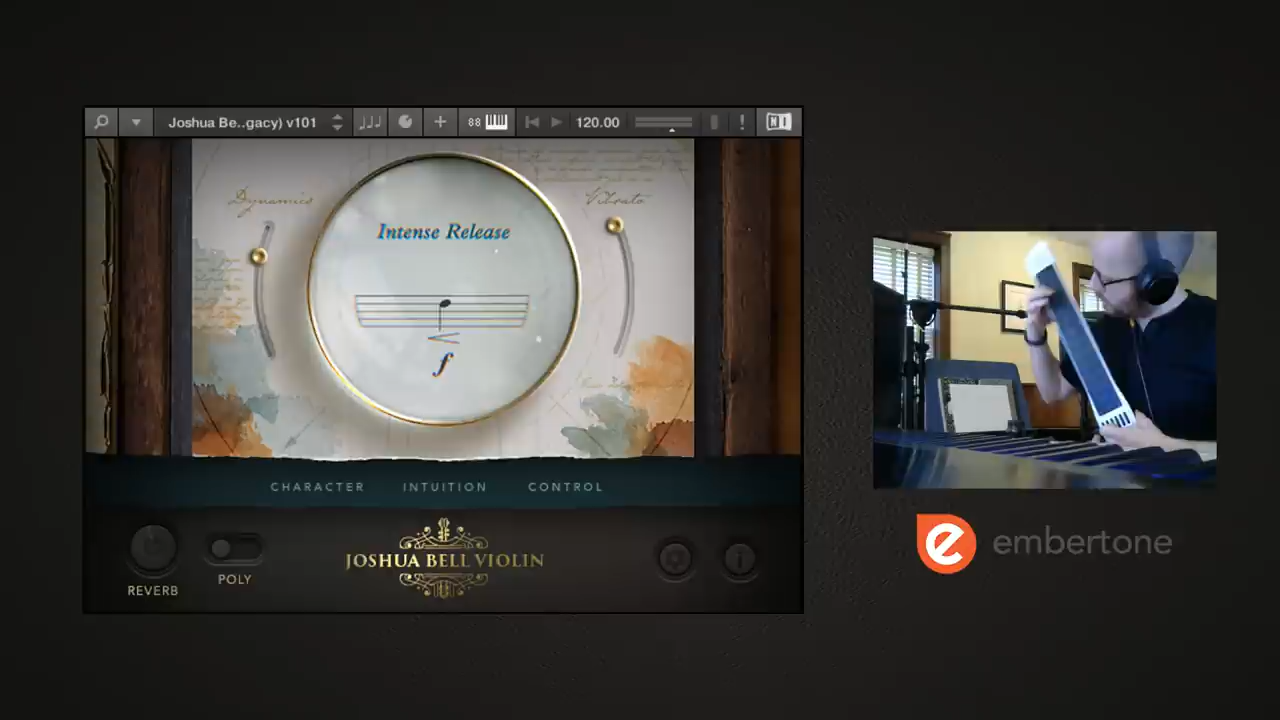 Joshua Be..gacy) v101
88
120.00
Dynamics
Vibrato
Intense Release
f
CHARACTER INTUITION CONTROL
REVERB
POLY
JOSHUA BELL VIOLIN
i
e embertone